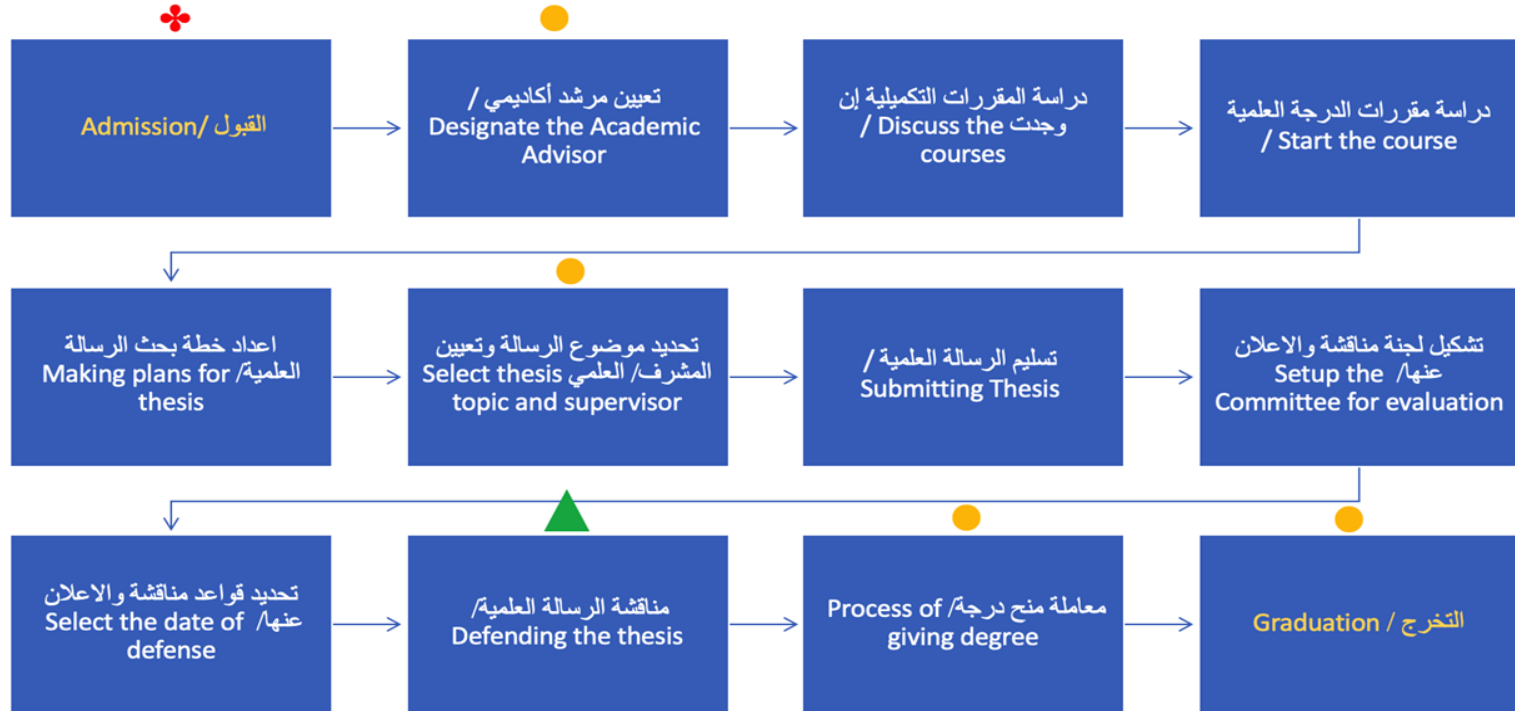 القبول /Admission
تعيين مرشد أكاديمي /
Designate the Academic
Advisor
دراسة المقررات التكميلية إن
وجدت / Discuss the
courses
دراسة مقررات الدرجة العلمية
/ Start the course
اعداد خطة بحث الرسالة
العلمية/ Making plans for
thesis
تحديد موضوع الرسالة وتعيين
المشرف/ العلمي Select thesis
topic and supervisor
تسليم الرسالة العلمية /
Submitting Thesis
تشكيل لجنة مناقشة والاعلان
عنها/ Setup the
Committee for evaluation
تحديد قواعد مناقشة والاعلان
عنها/ Select the date of
defense
مناقشة الرسالة العلمية/
Defending the thesis
معاملة منح درجة/ Process of
giving degree
التخرج / Graduation